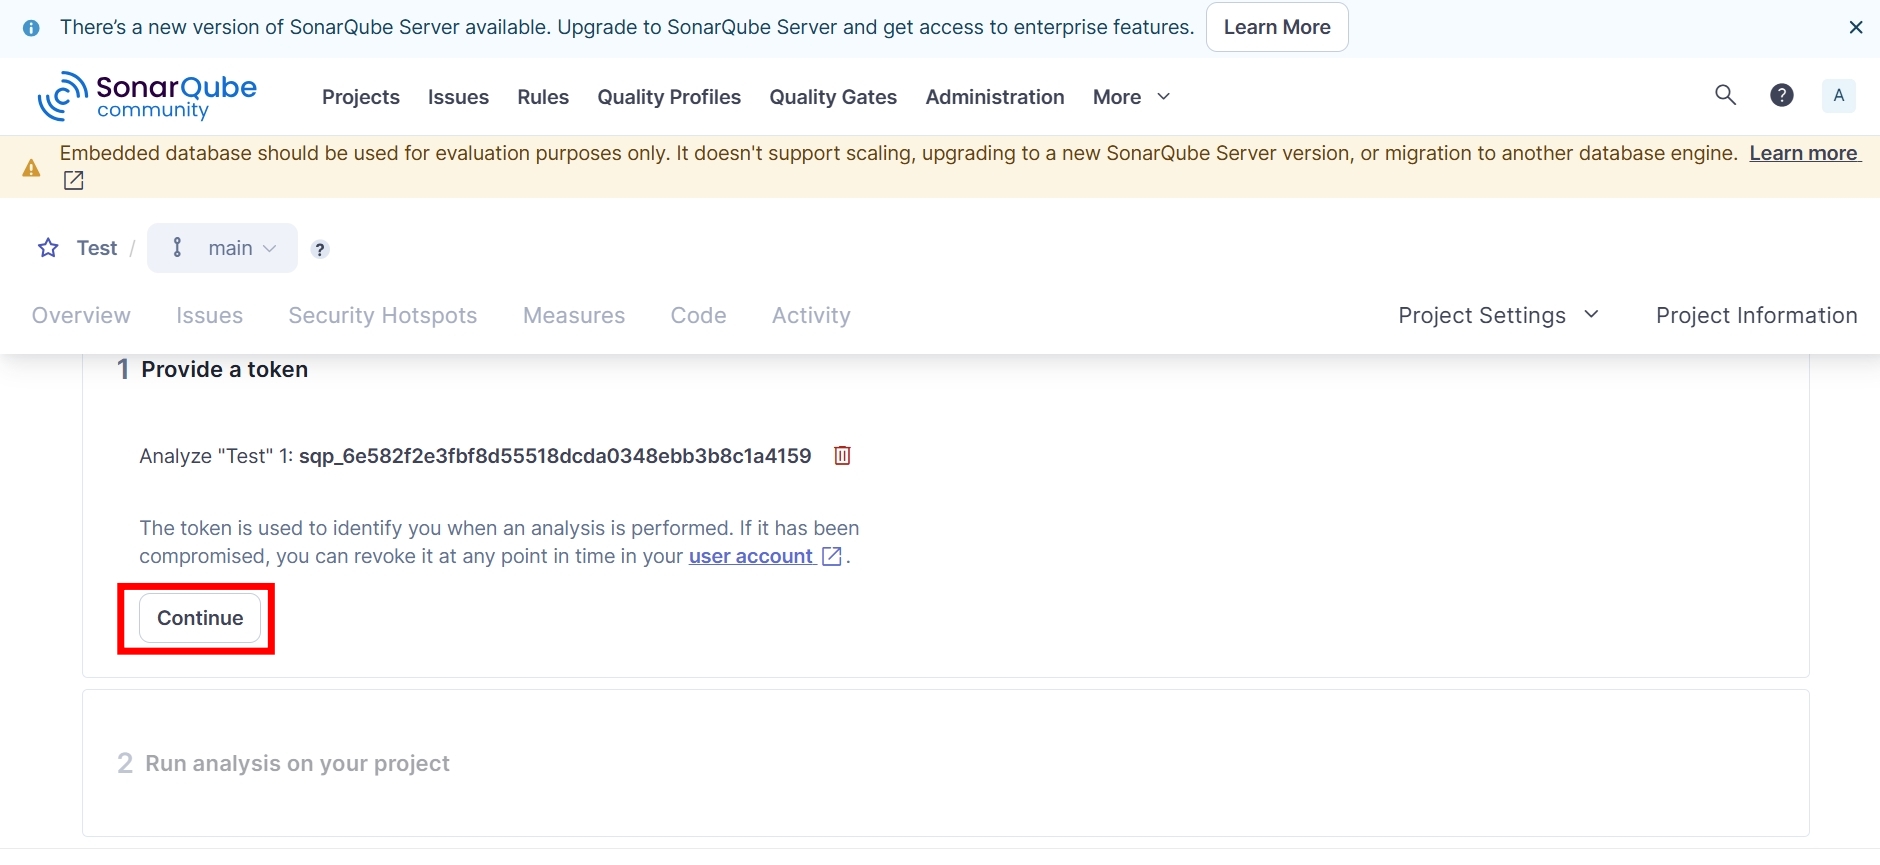 There's a new version of SonarQube Server available. Upgrade to SonarQube Server and get access to enterprise features. Learn More
SonarQube community
Projects Issues Rules Quality Profiles Quality Gates Administration More ? A
Embedded database should be used for evaluation purposes only. It doesn't support scaling, upgrading to a new SonarQube Server version, or migration to another database engine. Learn more
Test / main ?
Overview Issues Security Hotspots Measures Code Activity Project Settings Project Information
1 Provide a token
Analyze "Test" 1: sqp_6e582f2e3fbf8d55518dcda0348ebb3b8c1a4159
The token is used to identify you when an analysis is performed. If it has been
compromised, you can revoke it at any point in time in your user account .
Continue
2 Run analysis on your project